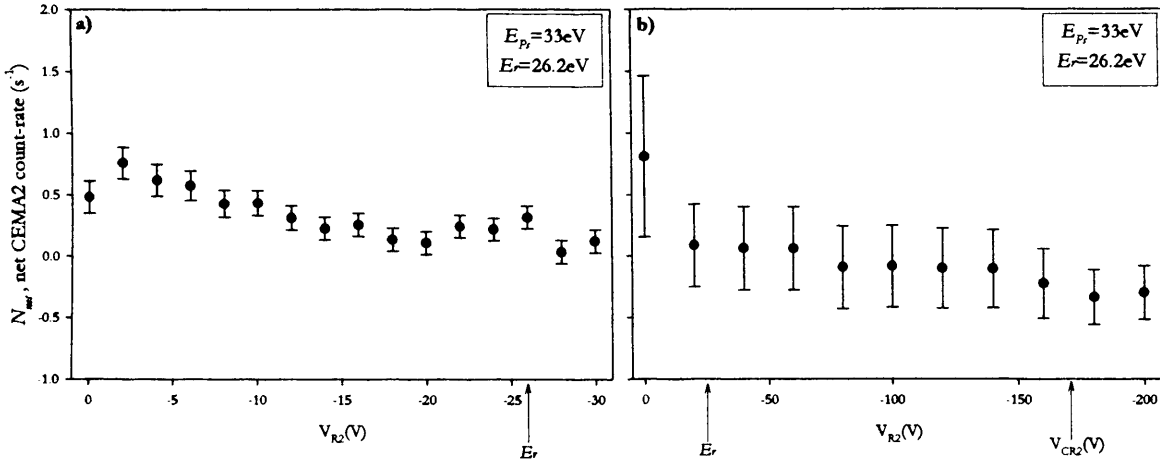 a)
E_Ps=33eV
E_r=26.2eV
N_net, net CEMA2 count-rate (s^-1)
2.0
1.5
1.0
0.5
0.0
-0.5
-1.0
0 -5 -10 -15 -20 -25 -30
V_R2(V)
E_r
b)
E_Ps=33eV
E_r=26.2eV
0 -50 -100 -150 -200
V_R2(V)
E_r
V_CR2(V)